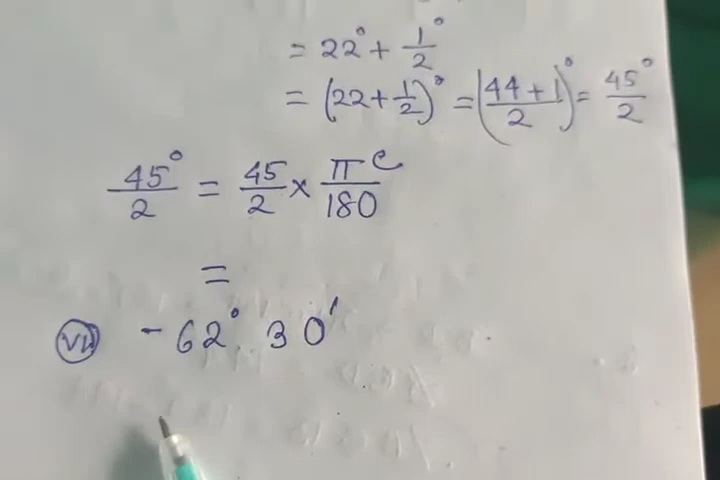 = 22° + 1/2°
= (22 + 1/2)° = (44 + 1/2)° = 45/2°
45°/2 = 45/2 × π^c/180
=
(vii) - 62° 30'